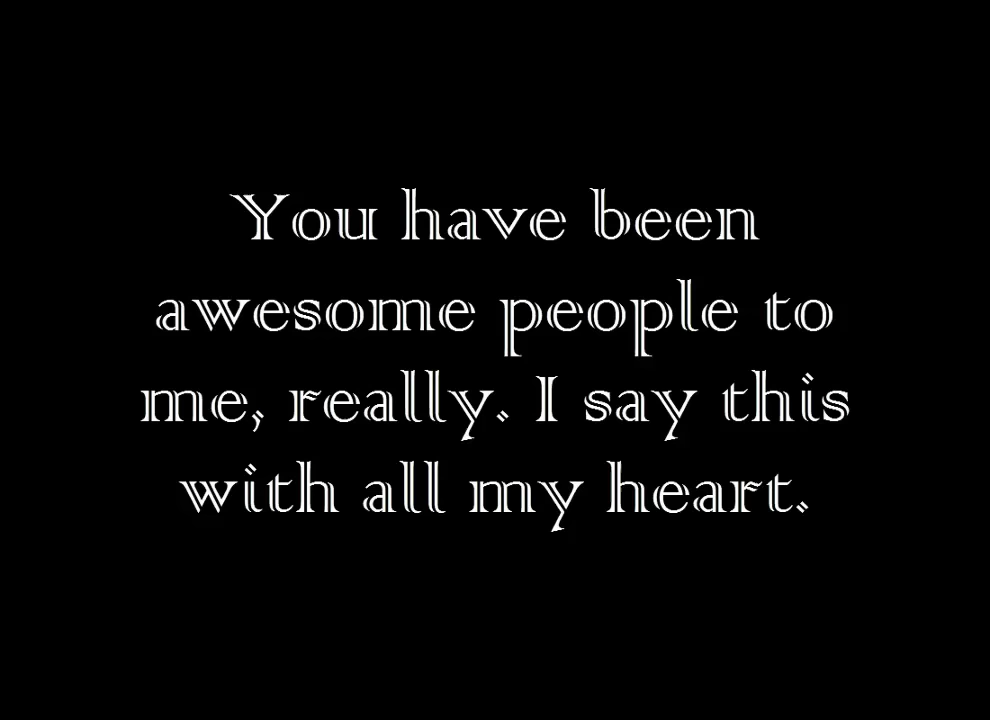 You have been
awesome people to
me, really. I say this
with all my heart.